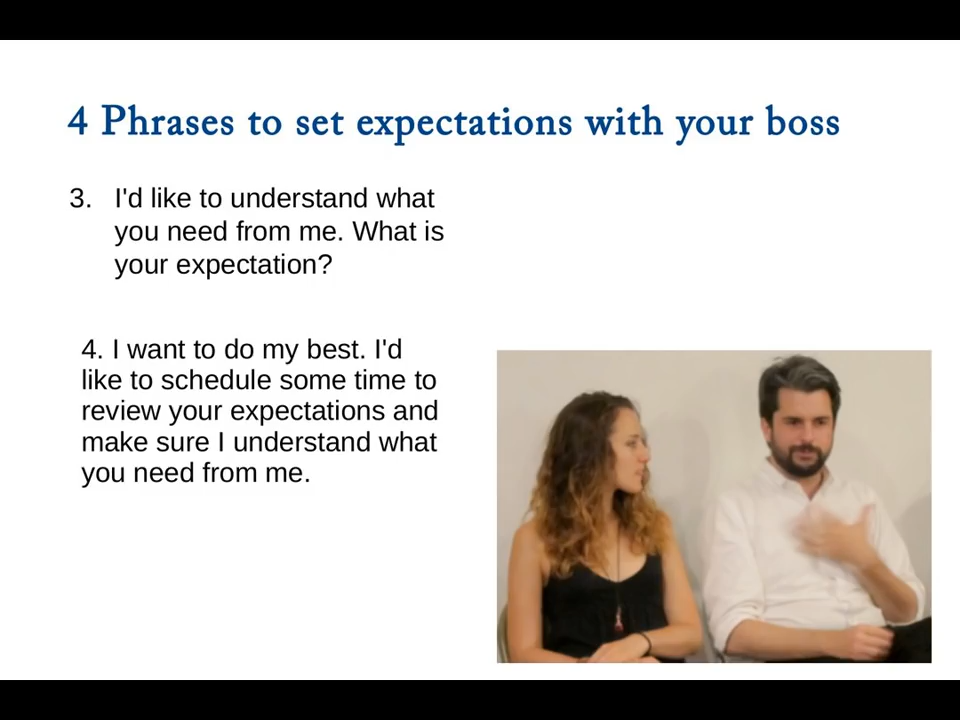 4 Phrases to set expectations with your boss
3. I'd like to understand what
you need from me. What is
your expectation?
4. I want to do my best. I'd
like to schedule some time to
review your expectations and
make sure I understand what
you need from me.